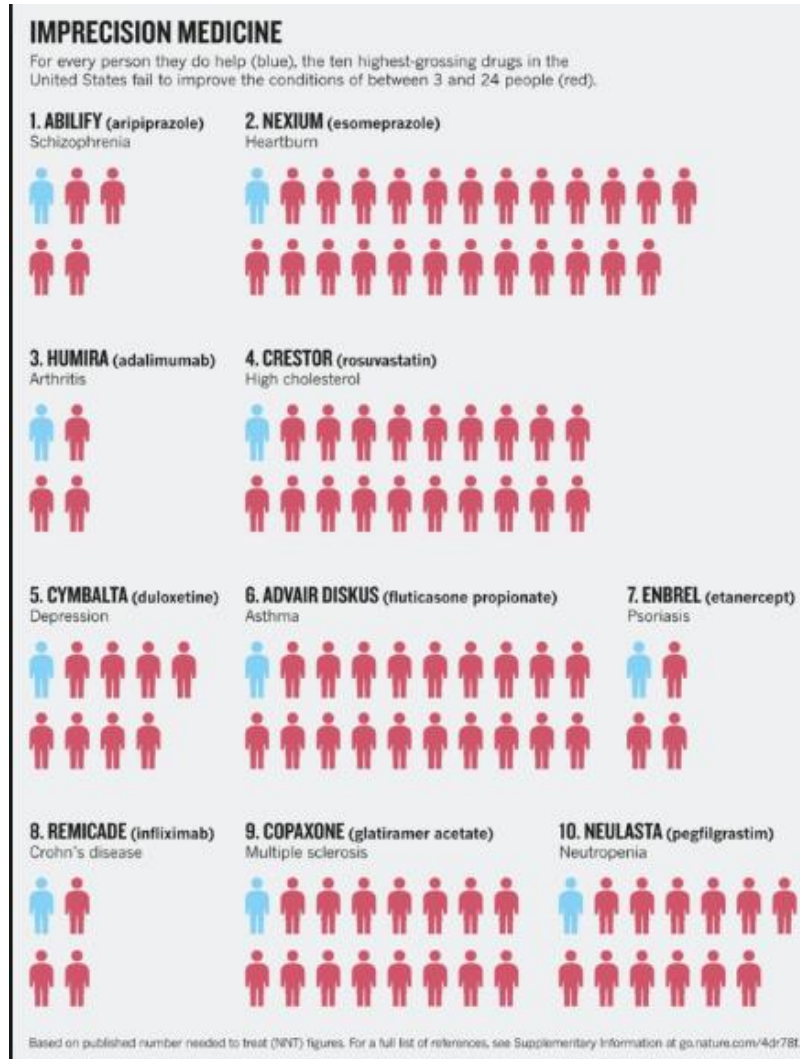 IMPRECISION MEDICINE
For every person they do help (blue), the ten highest-grossing drugs in the
United States fail to improve the conditions of between 3 and 24 people (red).
1. ABILIFY (aripiprazole)
Schizophrenia
2. NEXIUM (esomeprazole)
Heartburn
3. HUMIRA (adalimumab)
Arthritis
4. CRESTOR (rosuvastatin)
High cholesterol
5. CYMBALTA (duloxetine)
Depression
6. ADVAIR DISKUS (fluticasone propionate)
Asthma
7. ENBREL (etanercept)
Psoriasis
8. REMICADE (infliximab)
Crohn's disease
9. COPAXONE (glatiramer acetate)
Multiple sclerosis
10. NEULASTA (pegfilgrastim)
Neutropenia
Based on published number needed to treat (NNT) figures. For a full list of references, see Supplementary Information at go.nature.com/4dr78f.